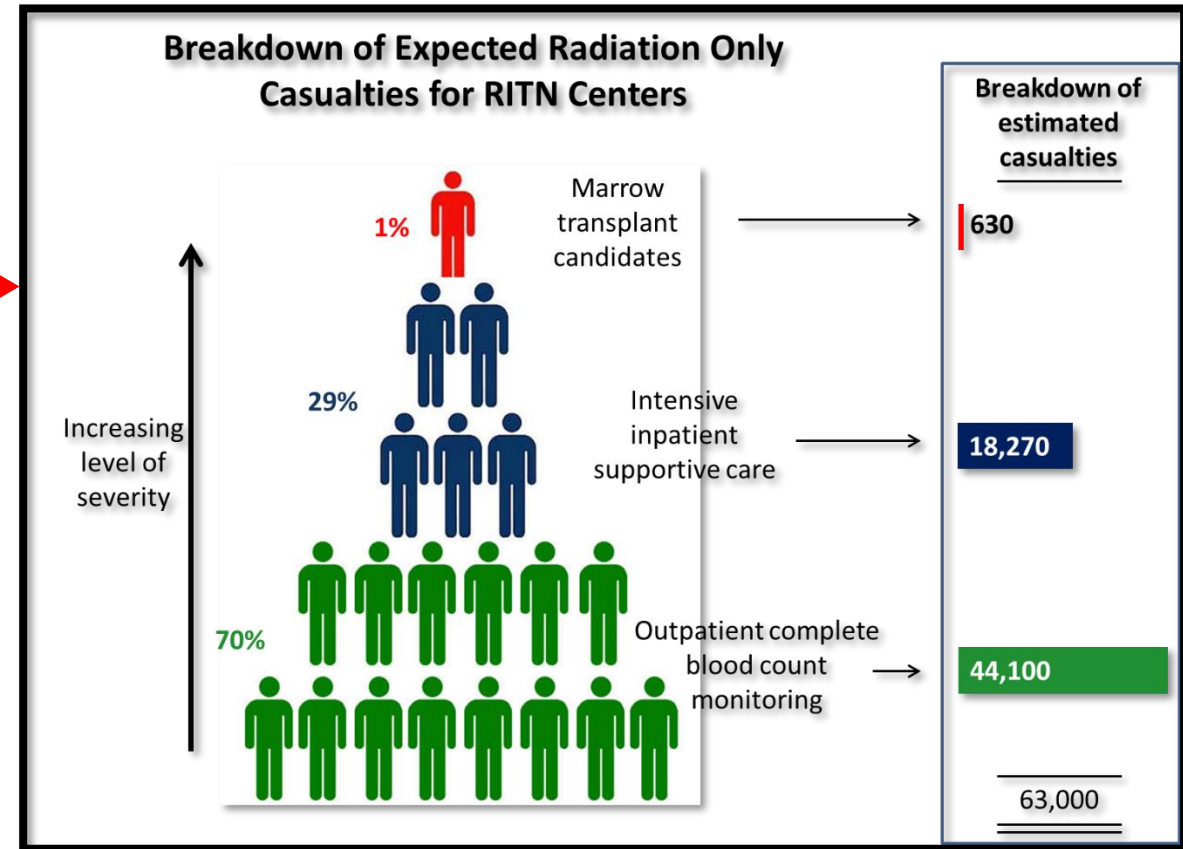 Breakdown of Expected Radiation Only
Casualties for RITN Centers
Breakdown of
estimated
casualties
1%
Marrow
transplant
candidates
630
29%
Increasing
level of
severity
Intensive
inpatient
supportive care
18,270
70%
Outpatient complete
blood count
monitoring
44,100
63,000